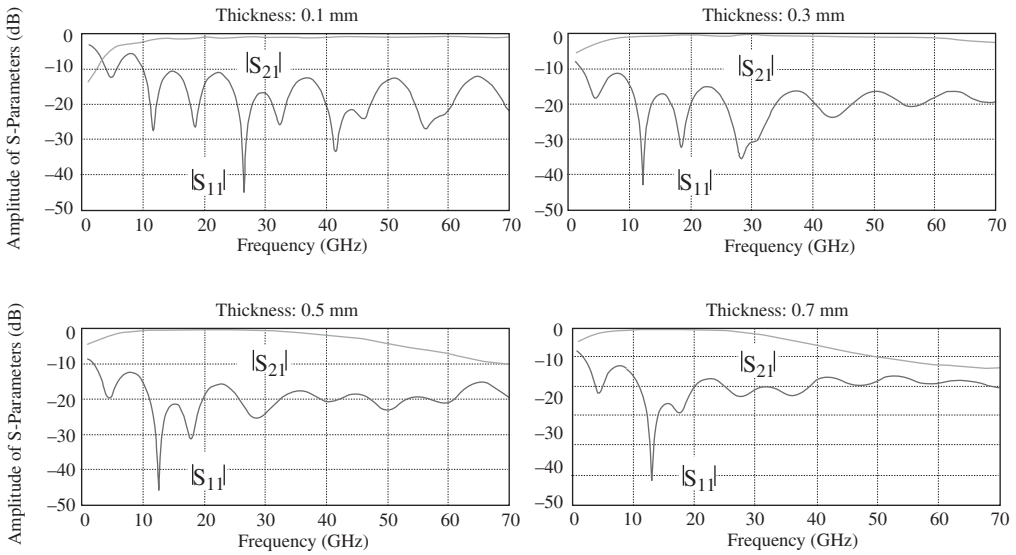 Thickness: 0.1 mm
Amplitude of S-Parameters (dB)
0
−10
−20
−30
−40
−50
|S21|
|S11|
0 10 20 30 40 50 60 70
Frequency (GHz)
Thickness: 0.3 mm
0
−10
−20
−30
−40
−50
|S21|
|S11|
0 10 20 30 40 50 60 70
Frequency (GHz)
Thickness: 0.5 mm
Amplitude of S-Parameters (dB)
0
−10
−20
−30
−40
−50
|S21|
|S11|
0 10 20 30 40 50 60 70
Frequency (GHz)
Thickness: 0.7 mm
0
−10
−20
−30
−40
−50
|S21|
|S11|
0 10 20 30 40 50 60 70
Frequency (GHz)